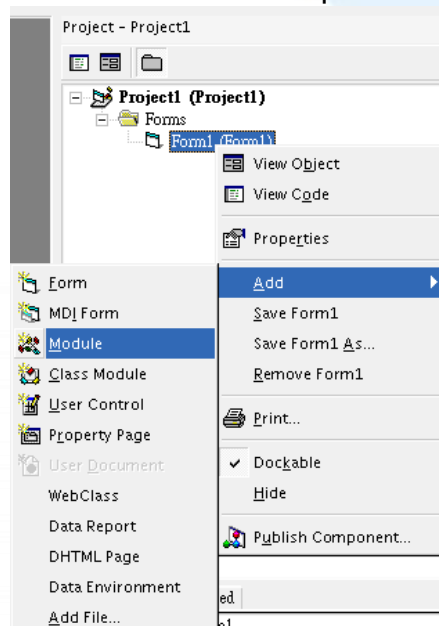 Project - Project1
Project1 (Project1)
Forms
Form1 (Form1)
View Object
View Code
Properties
Add
Save Form1
Save Form1 As...
Remove Form1
Print...
Dockable
Hide
Publish Component...
Form
MDI Form
Module
Class Module
User Control
Property Page
User Document
WebClass
Data Report
DHTML Page
Data Environment
Add File...
ed